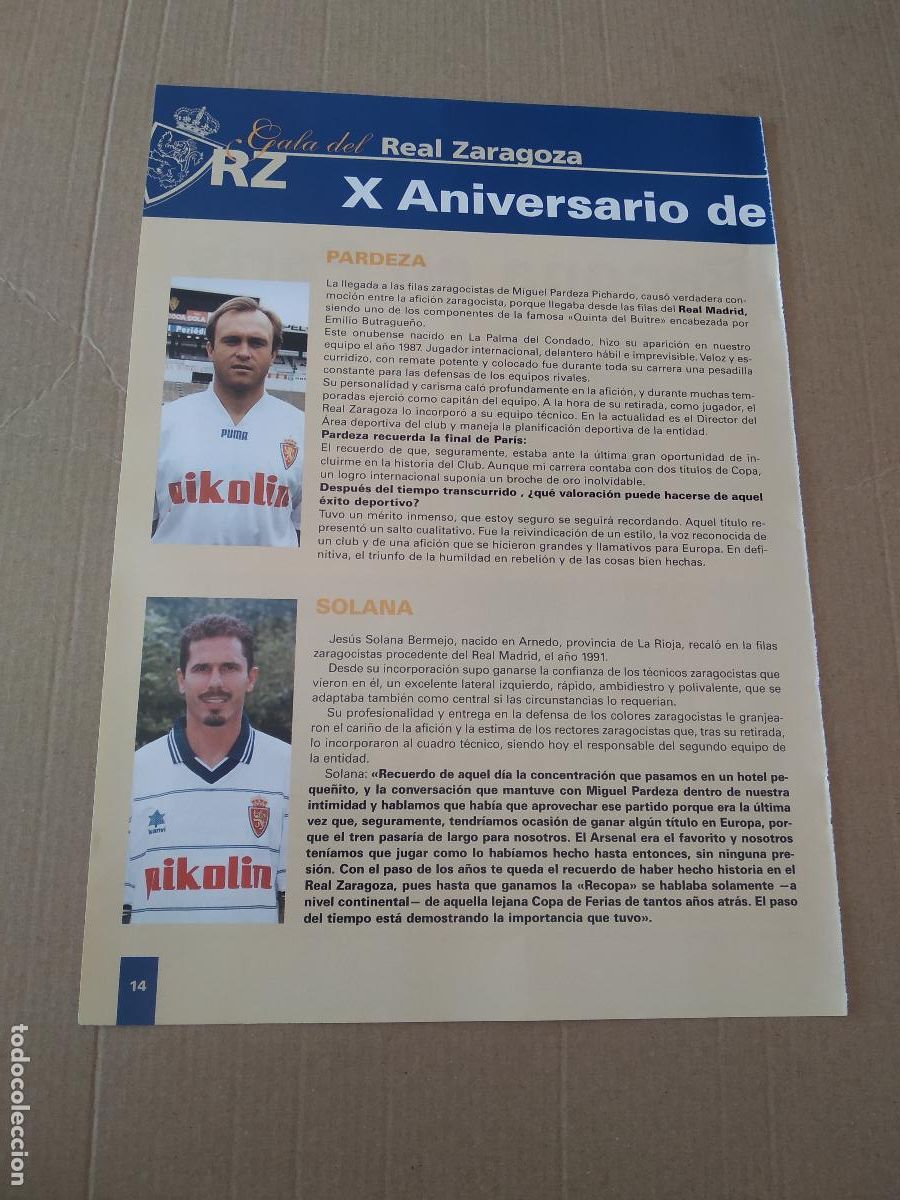 Gala del Real Zaragoza
RZ
X Aniversario de
PARDEZA
La llegada a las filas zaragocistas de Miguel Pardeza Pichardo, causó verdadera con-
moción entre la afición zaragocista, porque llegaba desde las filas del Real Madrid,
siendo uno de los componentes de la famosa «Quinta del Buitre» encabezada por
Emilio Butragueño.
Este onubense nacido en La Palma del Condado, hizo su aparición en nuestro
equipo el año 1987. Jugador internacional, delantero hábil e imprevisible. Veloz y es-
curridizo, con remate potente y colocado fue durante toda su carrera una pesadilla
constante para las defensas de los equipos rivales.
Su personalidad y carisma caló profundamente en la afición, y durante muchas tem-
poradas ejerció como capitán del equipo. A la hora de su retirada, como jugador, el
Real Zaragoza lo incorporó a su equipo técnico. En la actualidad es el Director del
Área deportiva del club y maneja la planificación deportiva de la entidad.
Pardeza recuerda la final de París:
El recuerdo de que, seguramente, estaba ante la última gran oportunidad de in-
cluirme en la historia del Club. Aunque mi carrera contaba con dos titulos de Copa,
un logro internacional suponia un broche de oro inolvidable.
Después del tiempo transcurrido , ¿qué valoración puede hacerse de aquel
éxito deportivo?
Tuvo un mérito inmenso, que estoy seguro se seguirá recordando. Aquel titulo re-
presentó un salto cualitativo. Fue la reivindicación de un estilo, la voz reconocida de
un club y de una afición que se hicieron grandes y llamativos para Europa. En defi-
nitiva, el triunfo de la humildad en rebelión y de las cosas bien hechas.
PUMA
pikolin
SOLANA
Jesús Solana Bermejo, nacido en Arnedo, provincia de La Rioja, recaló en la filas
zaragocistas procedente del Real Madrid, el año 1991.
Desde su incorporación supo ganarse la confianza de los técnicos zaragocistas que
vieron en él, un excelente lateral izquierdo, rápido, ambidiestro y polivalente, que se
adaptaba también como central si las circunstancias lo requerian.
Su profesionalidad y entrega en la defensa de los colores zaragocistas le granjea-
ron el cariño de la afición y la estima de los rectores zaragocistas que, tras su retirada,
lo incorporaron al cuadro técnico, siendo hoy el responsable del segundo equipo de
la entidad.
Solana: «Recuerdo de aquel día la concentración que pasamos en un hotel pe-
queñito, y la conversación que mantuve con Miguel Pardeza dentro de nuestra
intimidad y hablamos que había que aprovechar ese partido porque era la última
vez que, seguramente, tendríamos ocasión de ganar algún título en Europa, por-
que el tren pasaría de largo para nosotros. El Arsenal era el favorito y nosotros
teníamos que jugar como lo habíamos hecho hasta entonces, sin ninguna pre-
sión. Con el paso de los años te queda el recuerdo de haber hecho historia en el
Real Zaragoza, pues hasta que ganamos la «Recopa» se hablaba solamente —a
nivel continental— de aquella lejana Copa de Ferias de tantos años atrás. El paso
del tiempo está demostrando la importancia que tuvo».
kelme
pikolin
14
todocoleccion